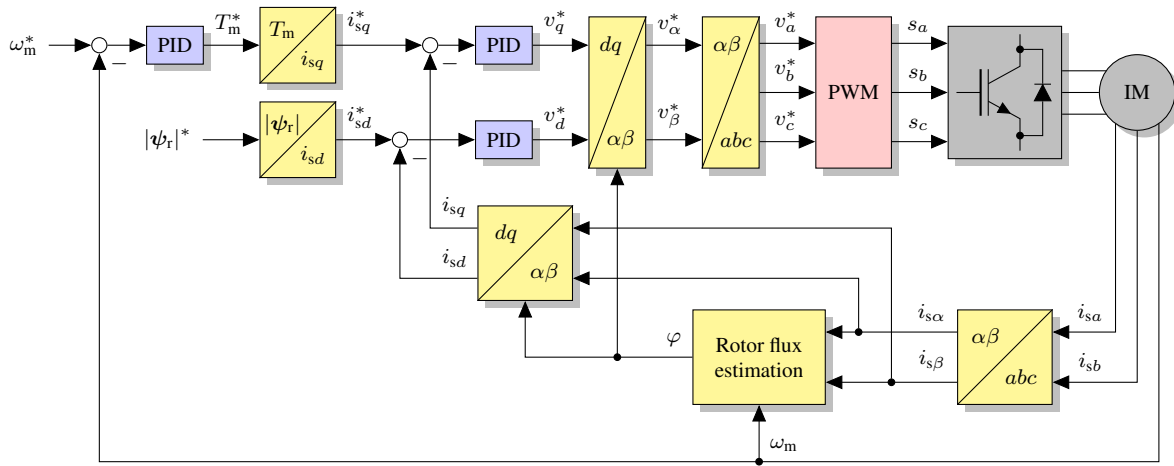 ω*m
−
PID
T*m
Tm
isq
i*sq
−
PID
v*q
dq
αβ
v*α
v*β
αβ
abc
v*a
v*b
v*c
PWM
sa
sb
sc
IM
|ψr|*
|ψr|
isd
i*sd
−
PID
v*d
isq
isd
dq
αβ
φ
Rotor flux
estimation
isα
isβ
αβ
abc
isa
isb
ωm